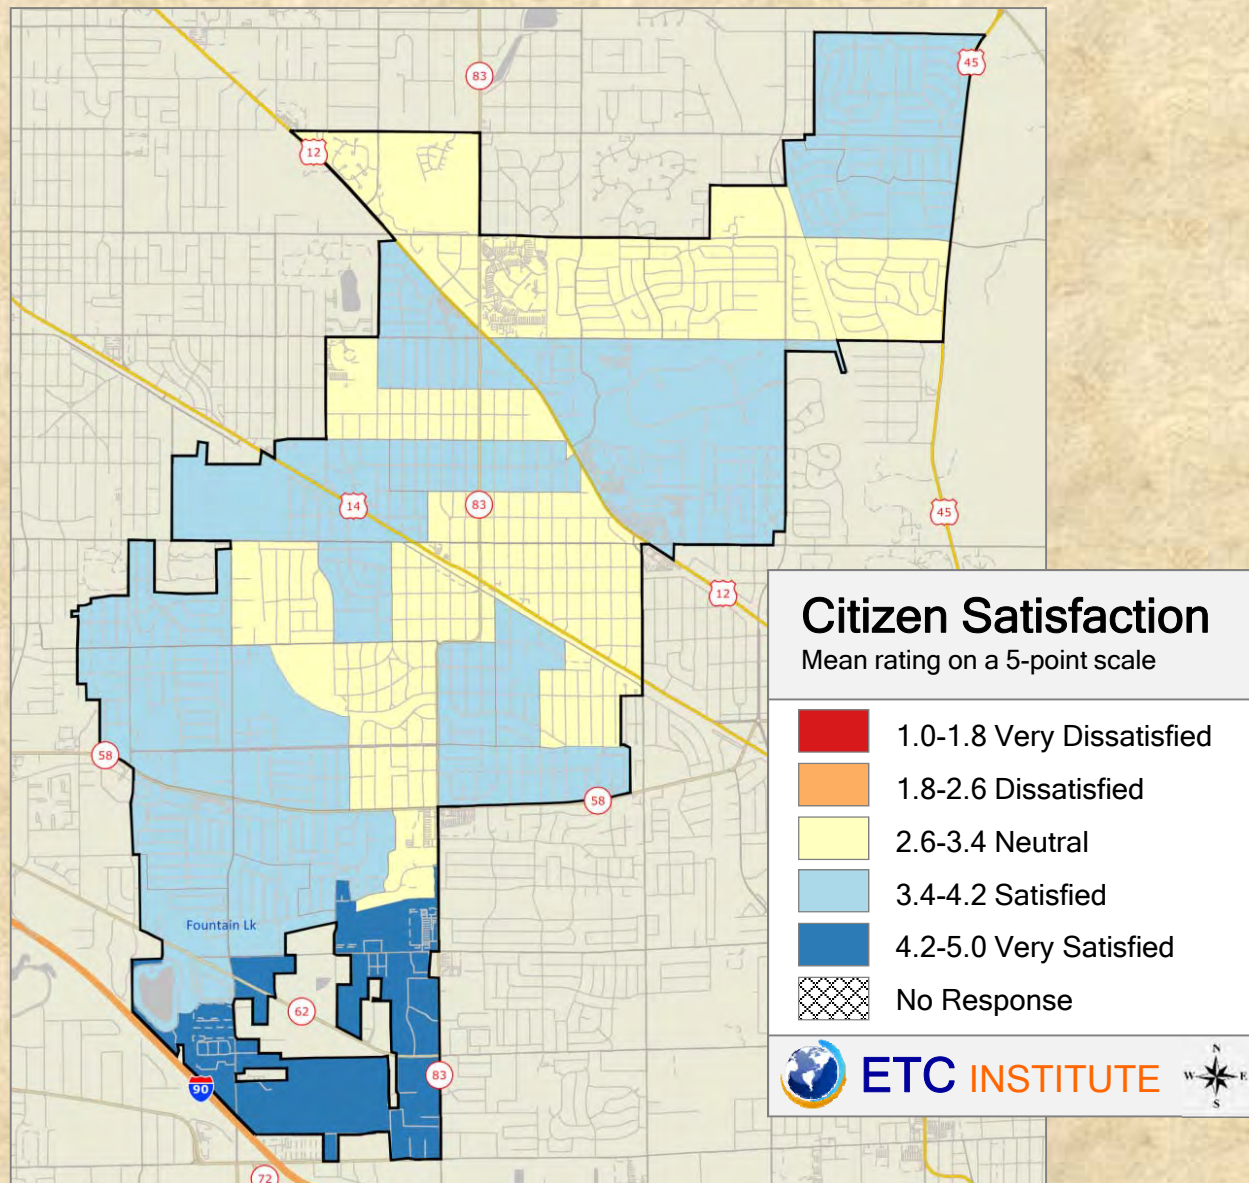 45
83
12
14
83
45
12
58
58
Fountain Lk
62
83
90
72
Citizen Satisfaction
Mean rating on a 5-point scale
1.0-1.8 Very Dissatisfied
1.8-2.6 Dissatisfied
2.6-3.4 Neutral
3.4-4.2 Satisfied
4.2-5.0 Very Satisfied
No Response
ETC INSTITUTE
N
W E
S